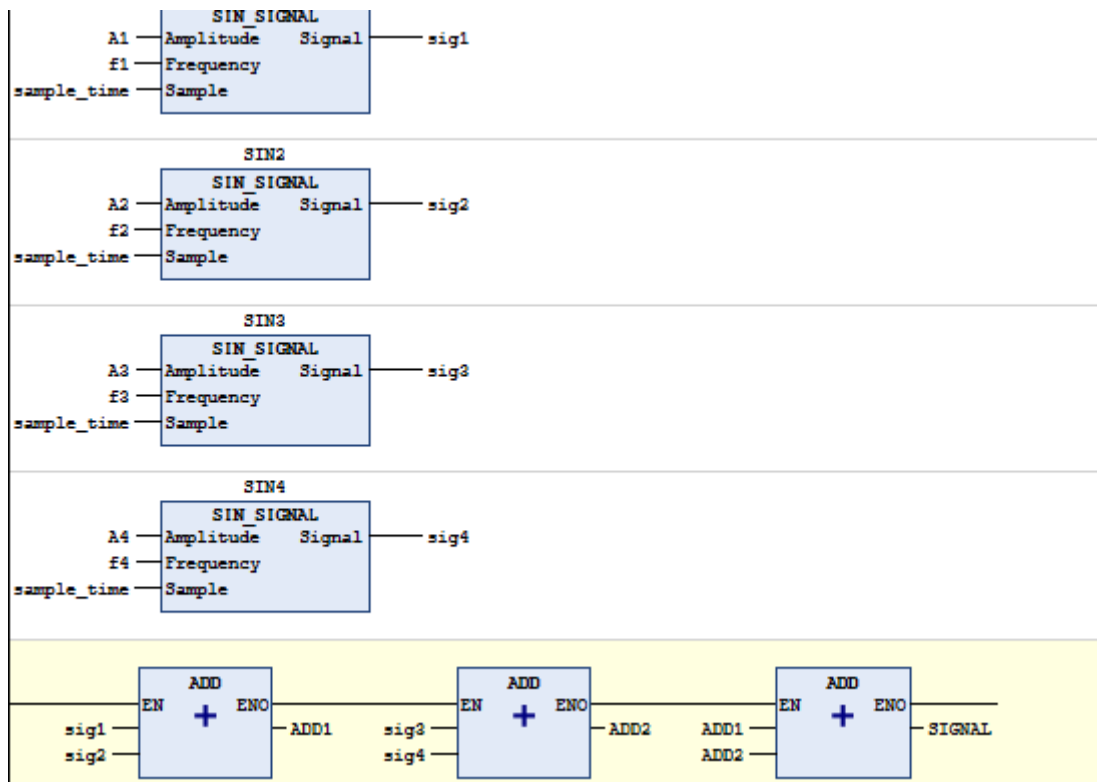 SIN_SIGNAL
A1 Amplitude Signal sig1
f1 Frequency
sample_time Sample
SIN2
SIN_SIGNAL
A2 Amplitude Signal sig2
f2 Frequency
sample_time Sample
SIN3
SIN_SIGNAL
A3 Amplitude Signal sig3
f3 Frequency
sample_time Sample
SIN4
SIN_SIGNAL
A4 Amplitude Signal sig4
f4 Frequency
sample_time Sample
ADD ADD ADD
EN ENO EN ENO EN ENO
sig1 + ADD1 sig3 + ADD2 ADD1 + SIGNAL
sig2 sig4 ADD2